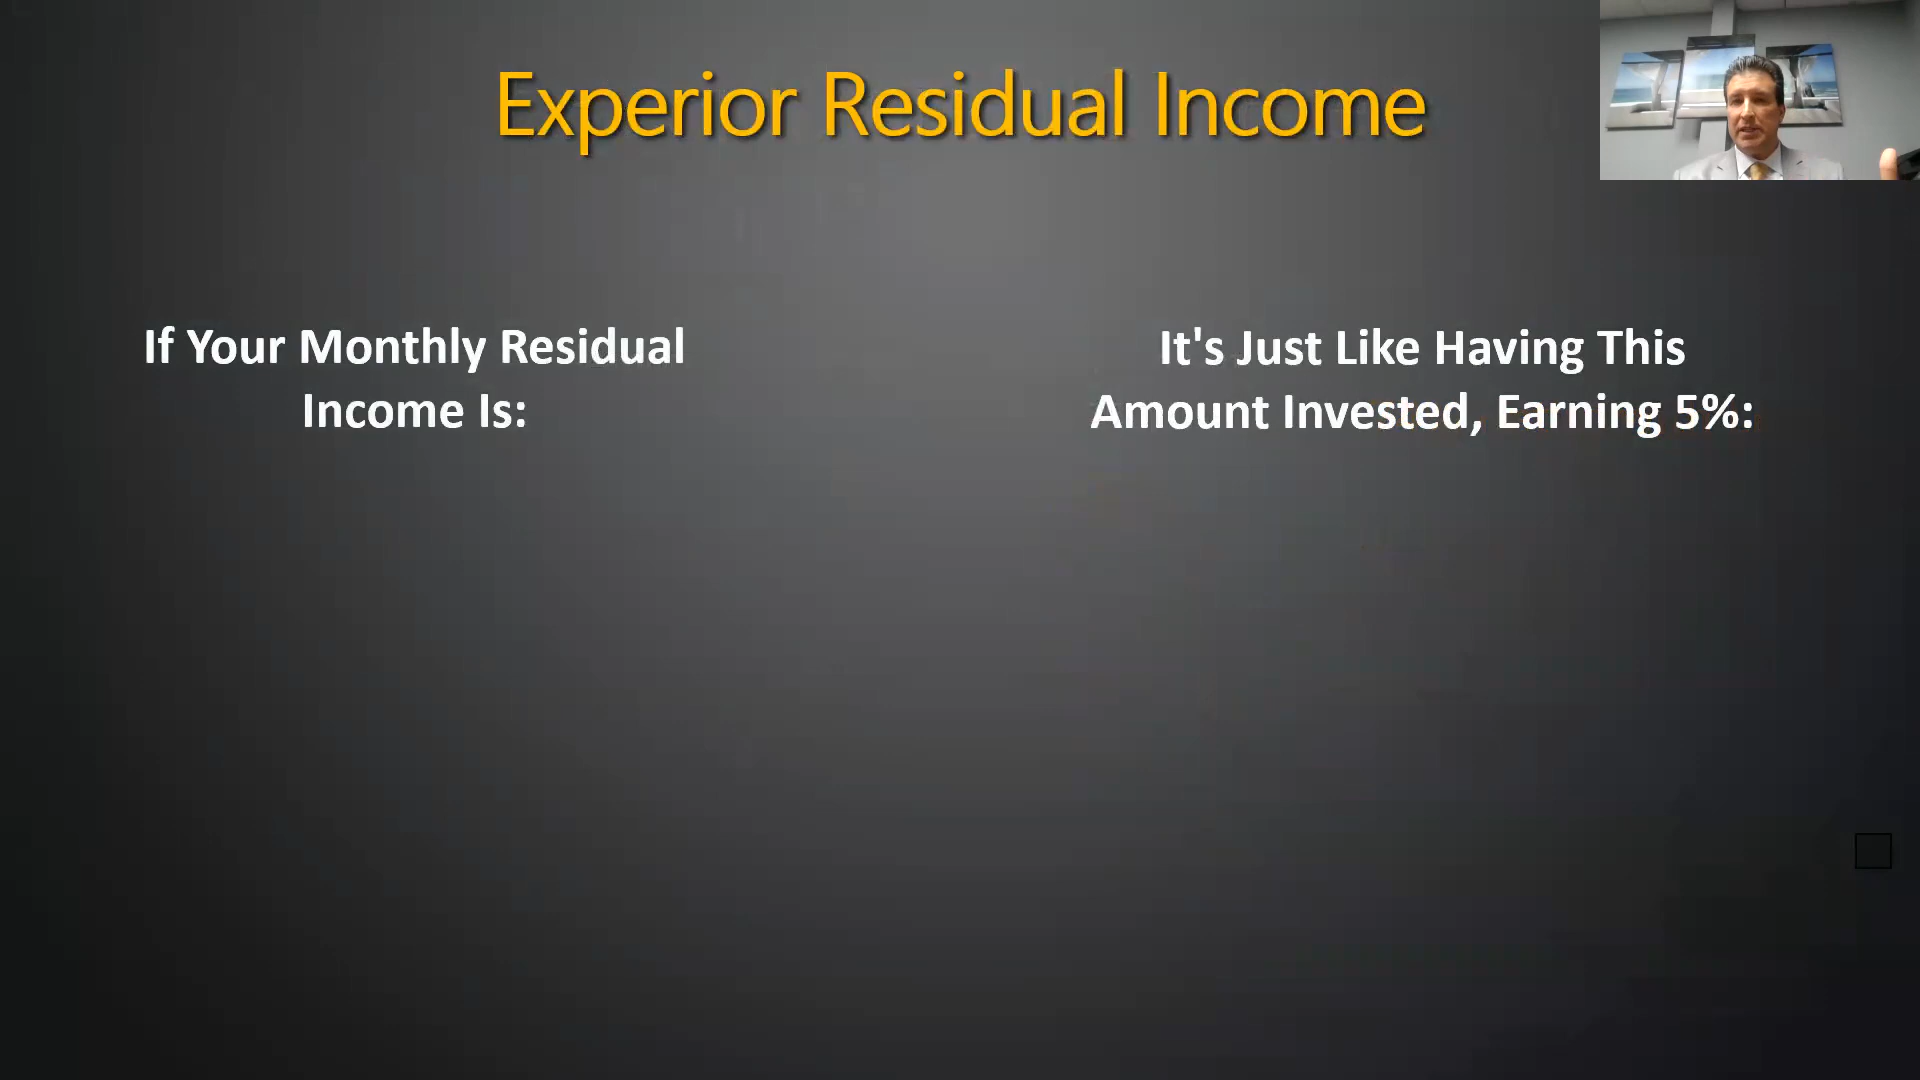 Experior Residual Income
If Your Monthly Residual
Income Is:
It's Just Like Having This
Amount Invested, Earning 5%: